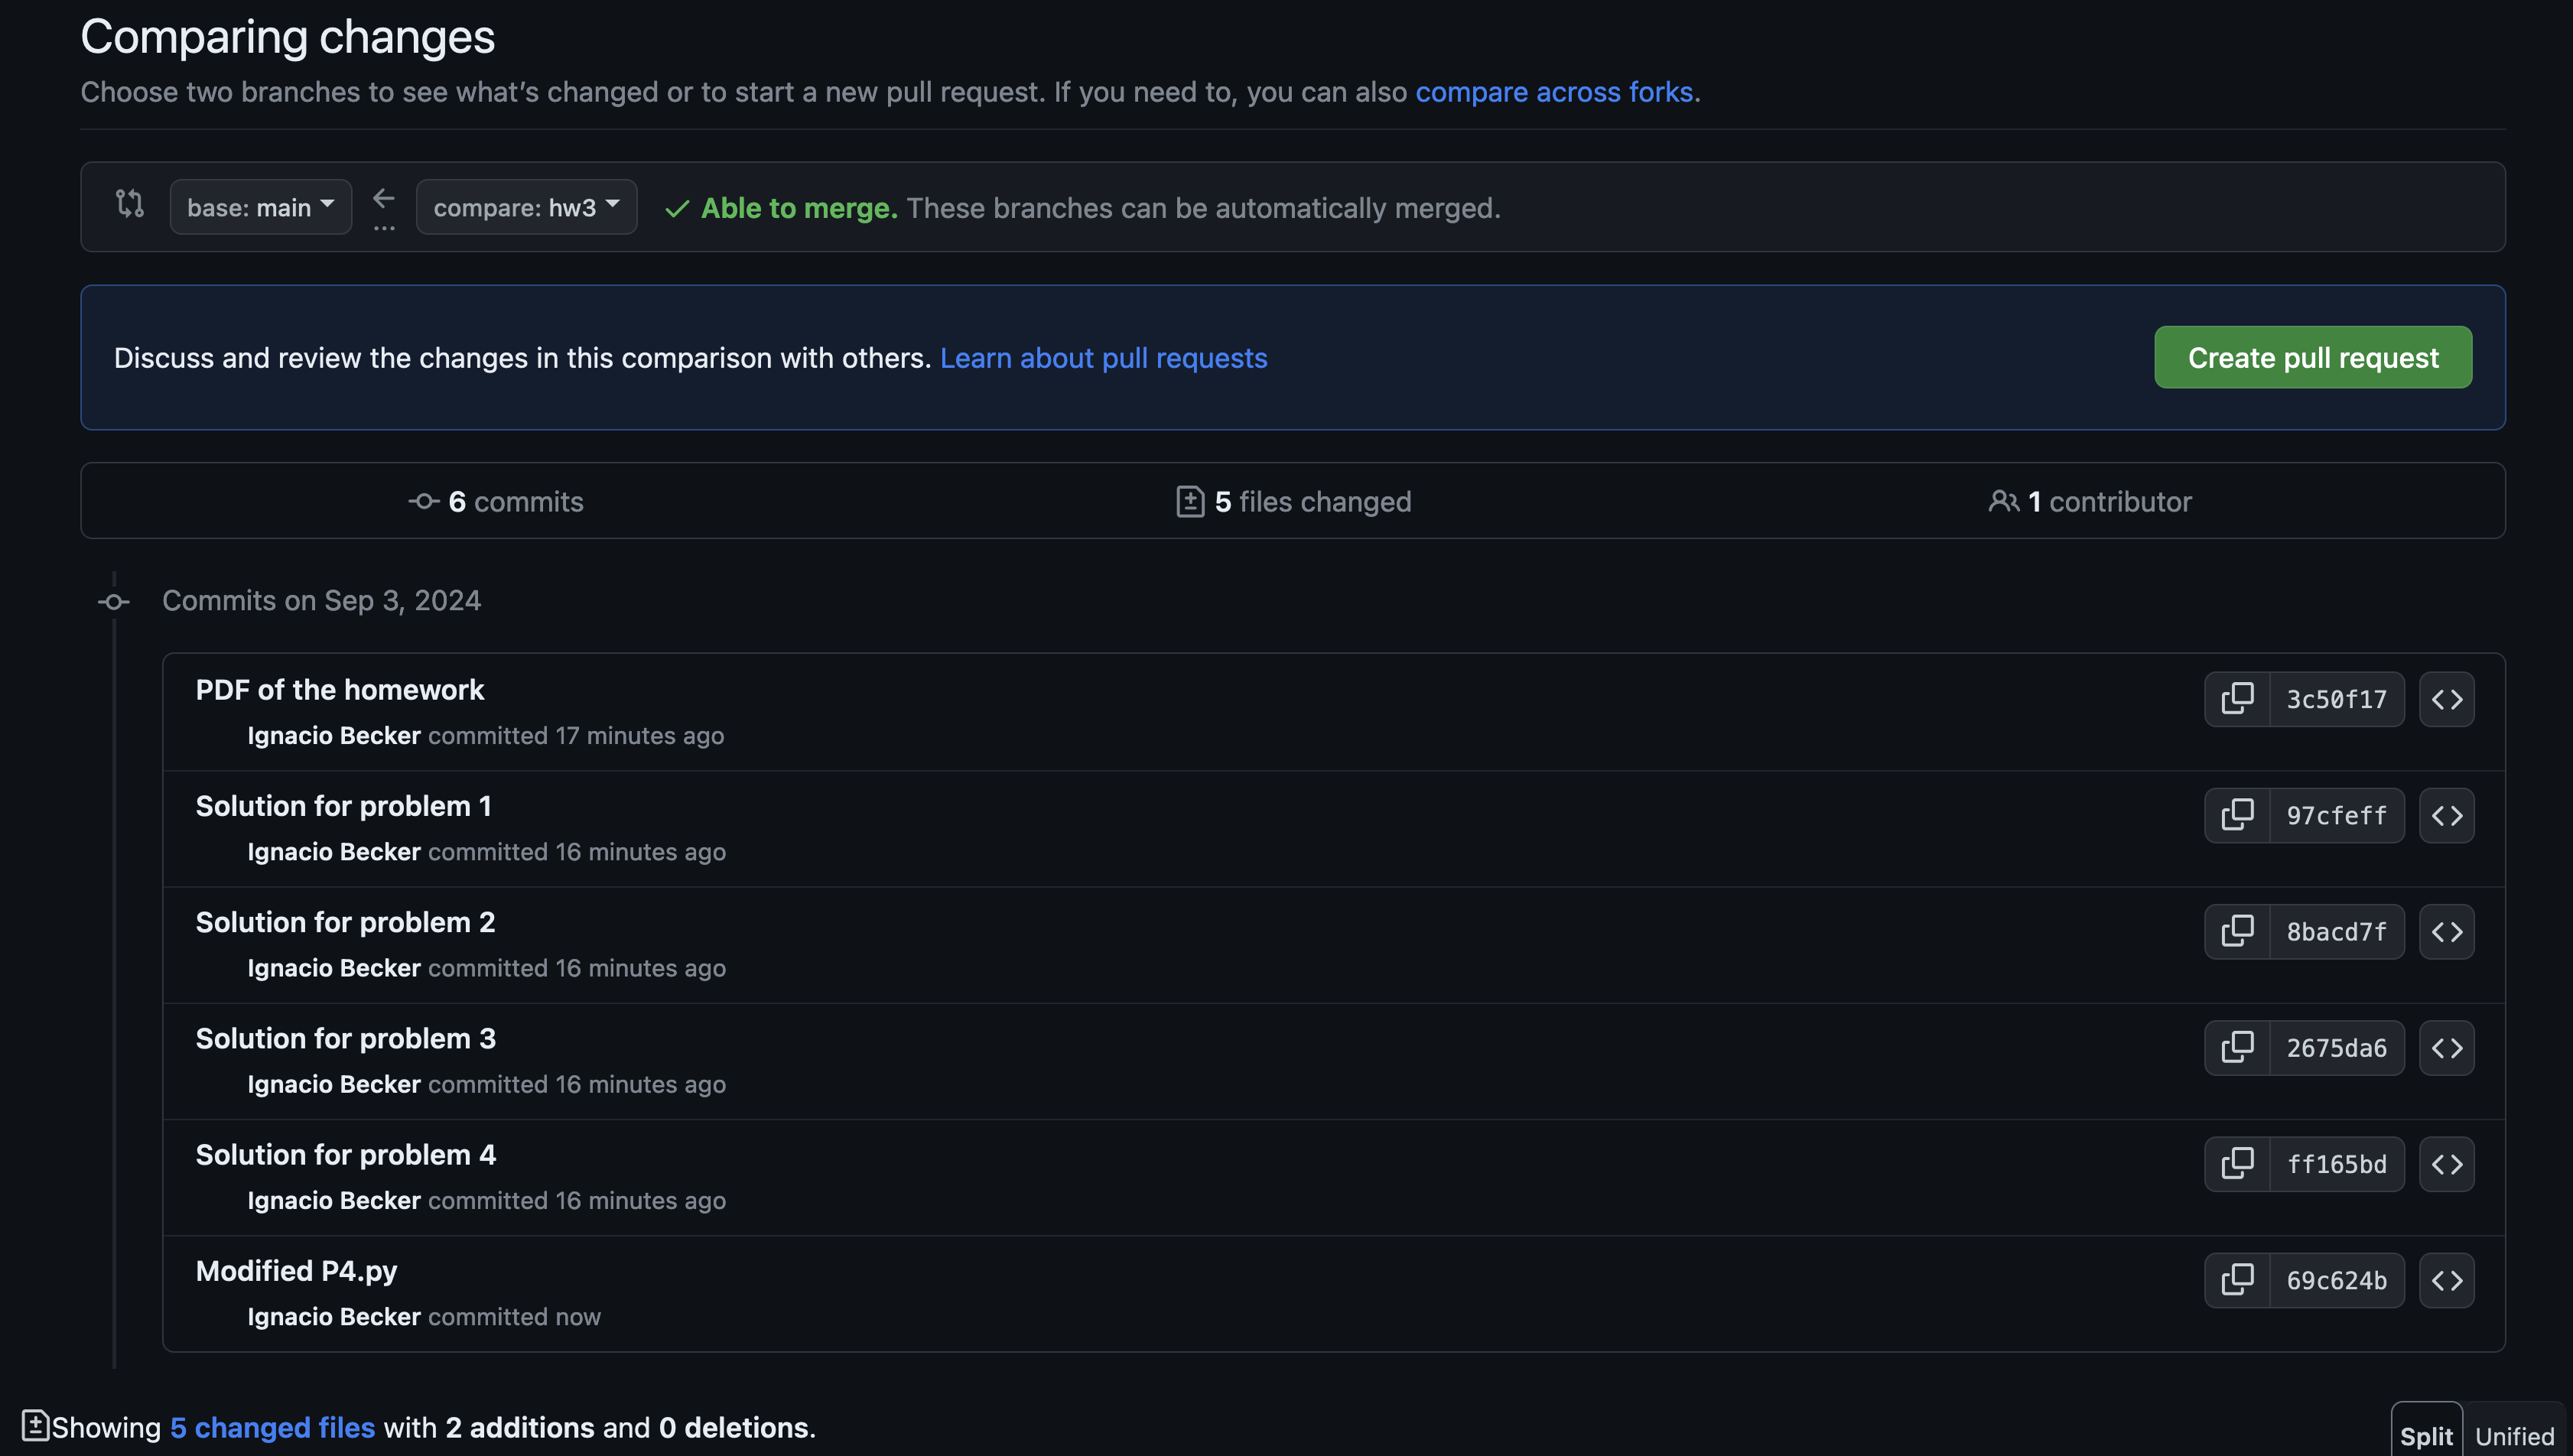 Comparing changes
Choose two branches to see what’s changed or to start a new pull request. If you need to, you can also compare across forks.
base: main ... compare: hw3 Able to merge. These branches can be automatically merged.
Discuss and review the changes in this comparison with others. Learn about pull requests Create pull request
6 commits 5 files changed 1 contributor
Commits on Sep 3, 2024
PDF of the homework 3c50f17
Ignacio Becker committed 17 minutes ago
Solution for problem 1 97cfeff
Ignacio Becker committed 16 minutes ago
Solution for problem 2 8bacd7f
Ignacio Becker committed 16 minutes ago
Solution for problem 3 2675da6
Ignacio Becker committed 16 minutes ago
Solution for problem 4 ff165bd
Ignacio Becker committed 16 minutes ago
Modified P4.py 69c624b
Ignacio Becker committed now
Showing 5 changed files with 2 additions and 0 deletions. Split Unified